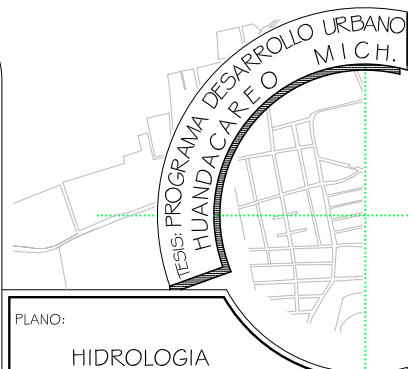 TESIS: PROGRAMA DESARROLLO URBANO
HUANDACAREO MICH.
PLANO:
HIDROLOGIA